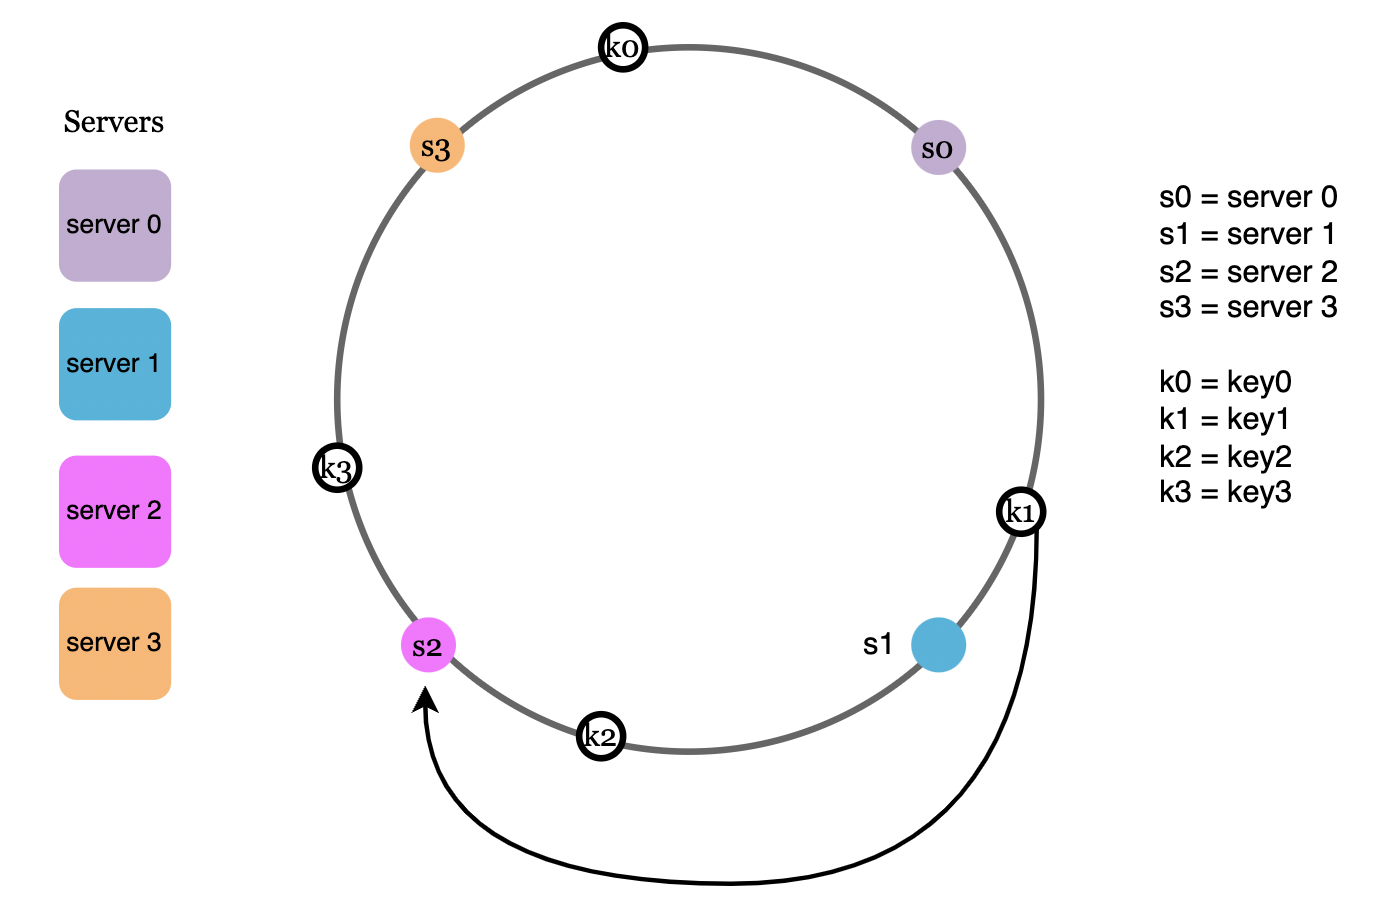 Servers
server 0
server 1
server 2
server 3
k0
s3
s0
k3
k1
s2
s1
k2
s0 = server 0
s1 = server 1
s2 = server 2
s3 = server 3
k0 = key0
k1 = key1
k2 = key2
k3 = key3